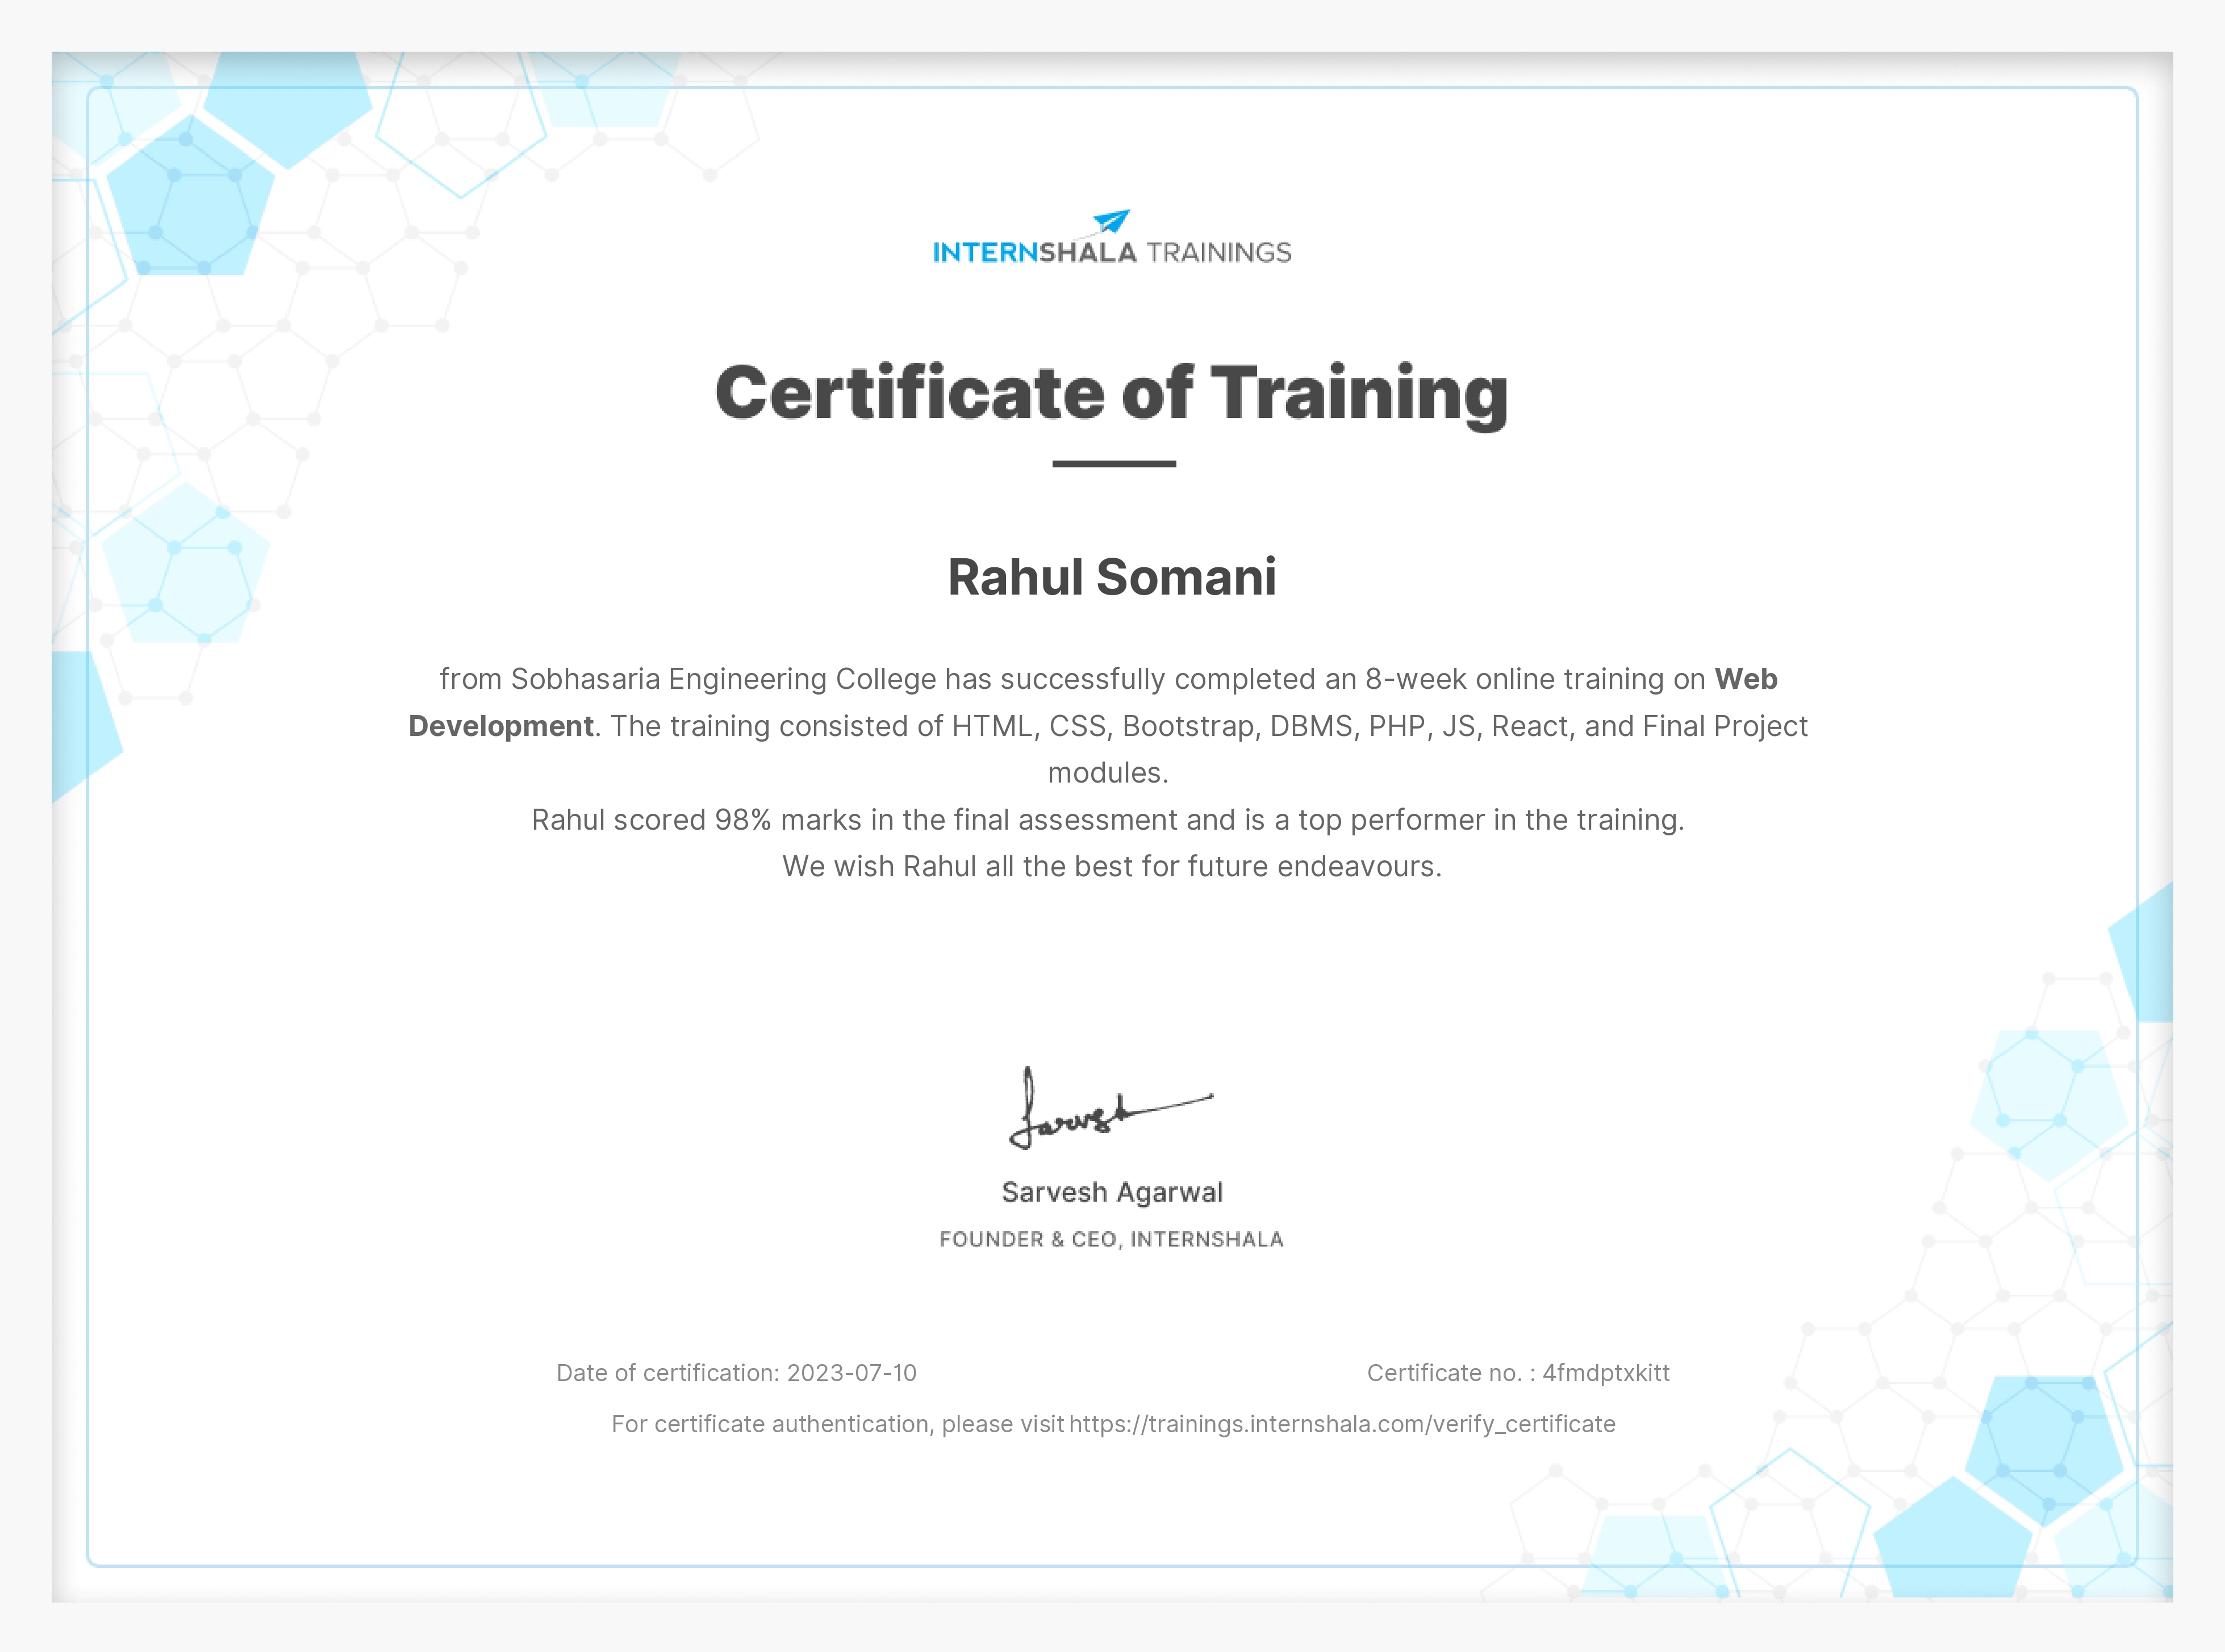 INTERNSHALA TRAININGS
Certificate of Training
Rahul Somani
from Sobhasaria Engineering College has successfully completed an 8-week online training on Web
Development. The training consisted of HTML, CSS, Bootstrap, DBMS, PHP, JS, React, and Final Project
modules.
Rahul scored 98% marks in the final assessment and is a top performer in the training.
We wish Rahul all the best for future endeavours.
Sarvesh
Sarvesh Agarwal
FOUNDER & CEO, INTERNSHALA
Date of certification: 2023-07-10 Certificate no. : 4fmdptxkitt
For certificate authentication, please visit https://trainings.internshala.com/verify_certificate